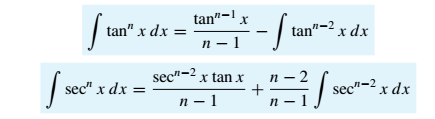 ∫ tanⁿ x dx = (tanⁿ⁻¹ x)/(n − 1) − ∫ tanⁿ⁻² x dx
∫ secⁿ x dx = (secⁿ⁻² x tan x)/(n − 1) + (n − 2)/(n − 1) ∫ secⁿ⁻² x dx